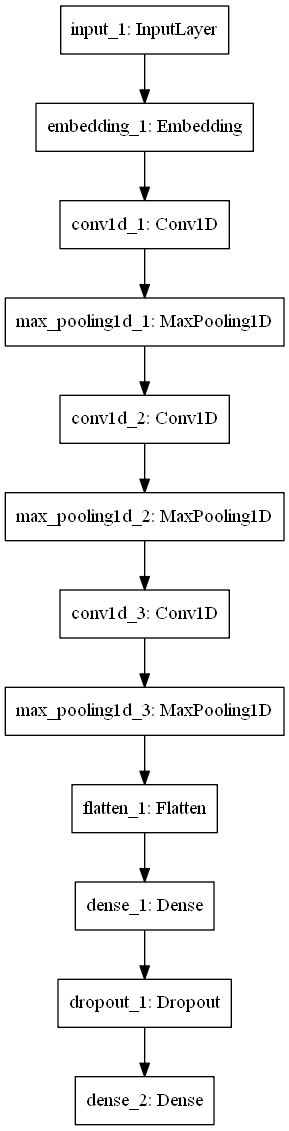 input_1: InputLayer
embedding_1: Embedding
conv1d_1: Conv1D
max_pooling1d_1: MaxPooling1D
conv1d_2: Conv1D
max_pooling1d_2: MaxPooling1D
conv1d_3: Conv1D
max_pooling1d_3: MaxPooling1D
flatten_1: Flatten
dense_1: Dense
dropout_1: Dropout
dense_2: Dense